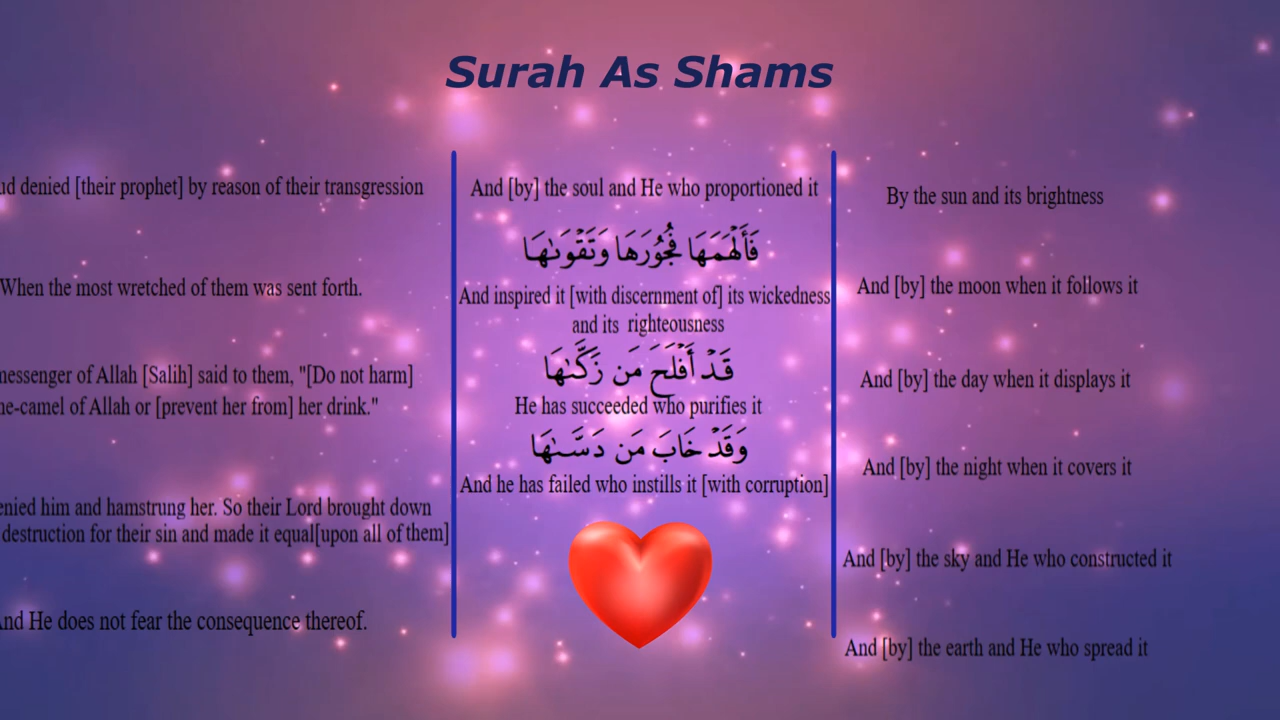 Surah As Shams
By the sun and its brightness
And [by] the moon when it follows it
And [by] the day when it displays it
And [by] the night when it covers it
And [by] the sky and He who constructed it
And [by] the earth and He who spread it
And [by] the soul and He who proportioned it
فَأَلْهَمَهَا فُجُورَهَا وَتَقْوَىٰهَا
And inspired it [with discernment of] its wickedness
and its righteousness
قَدْ أَفْلَحَ مَن زَكَّىٰهَا
He has succeeded who purifies it
وَقَدْ خَابَ مَن دَسَّىٰهَا
And he has failed who instills it [with corruption]
denied [their prophet] by reason of their transgression
When the most wretched of them was sent forth.
messenger of Allah [Salih] said to them, "[Do not harm]
of Allah or [prevent her from] her drink."
him and hamstrung her. So their Lord brought down
destruction for their sin and made it equal[upon all of them]
And He does not fear the consequence thereof.